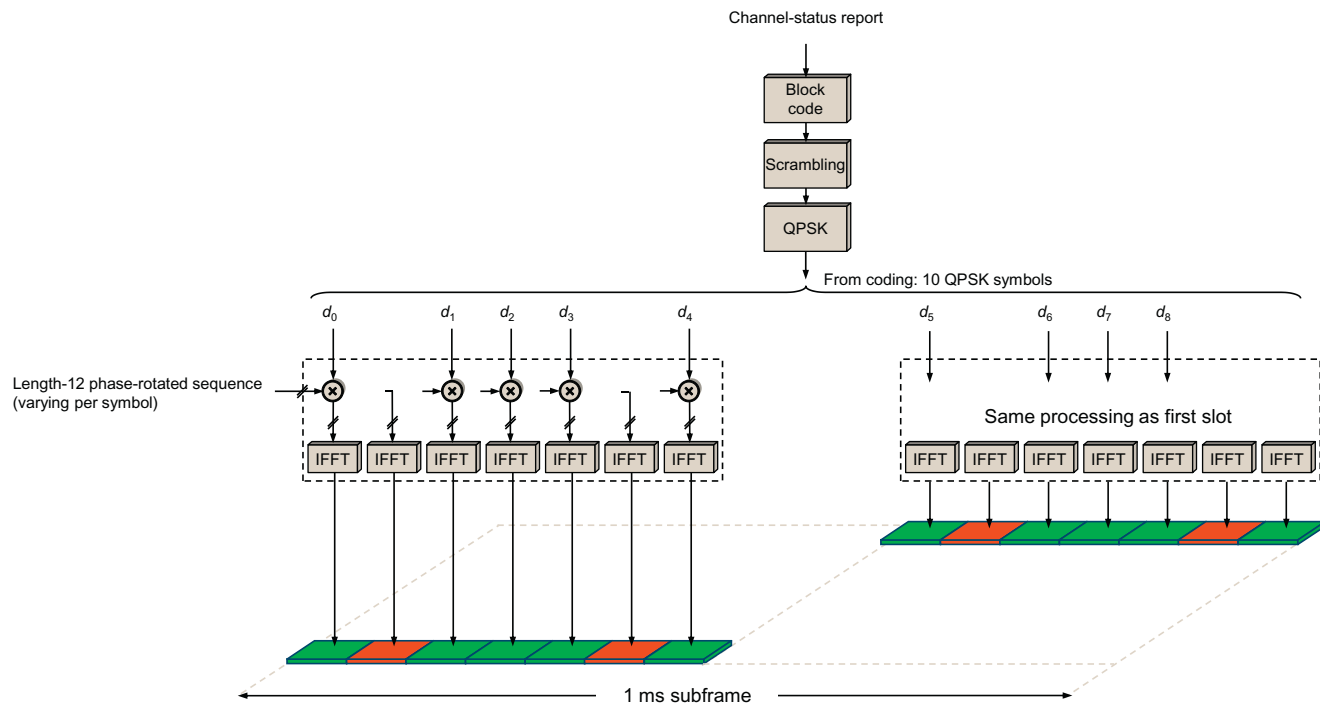 Channel-status report
Block
code
Scrambling
QPSK
From coding: 10 QPSK symbols
d0 d1 d2 d3 d4 d5 d6 d7 d8
Length-12 phase-rotated sequence
(varying per symbol)
Same processing as first slot
IFFT IFFT IFFT IFFT IFFT IFFT IFFT IFFT IFFT IFFT IFFT IFFT IFFT IFFT
1 ms subframe